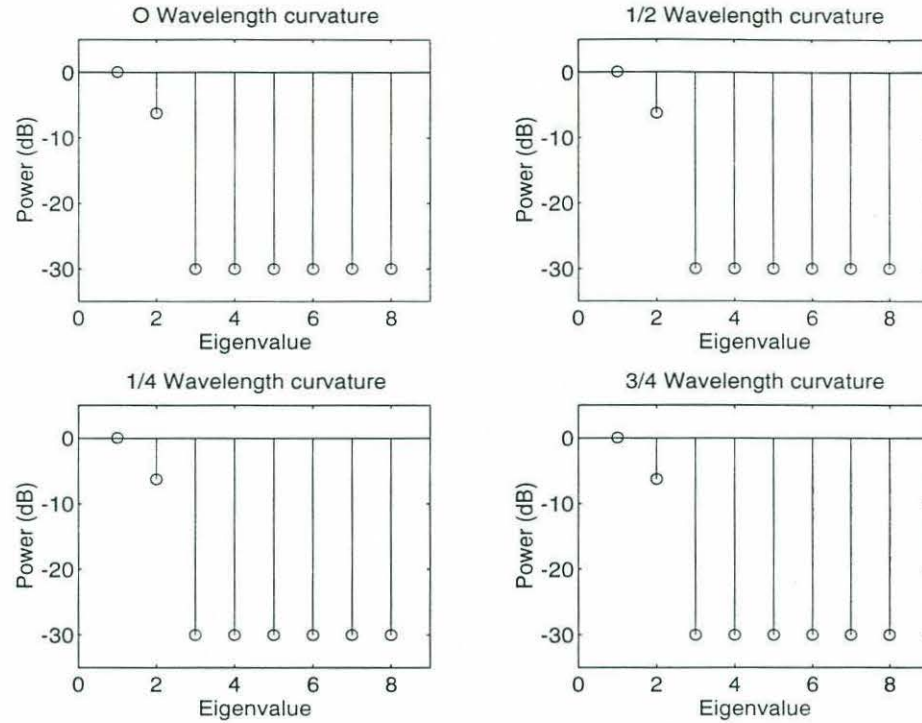 O Wavelength curvature
0
-10
-20
-30
Power (dB)
0 2 4 6 8
Eigenvalue
1/2 Wavelength curvature
0
-10
-20
-30
Power (dB)
0 2 4 6 8
Eigenvalue
1/4 Wavelength curvature
0
-10
-20
-30
Power (dB)
0 2 4 6 8
Eigenvalue
3/4 Wavelength curvature
0
-10
-20
-30
Power (dB)
0 2 4 6 8
Eigenvalue